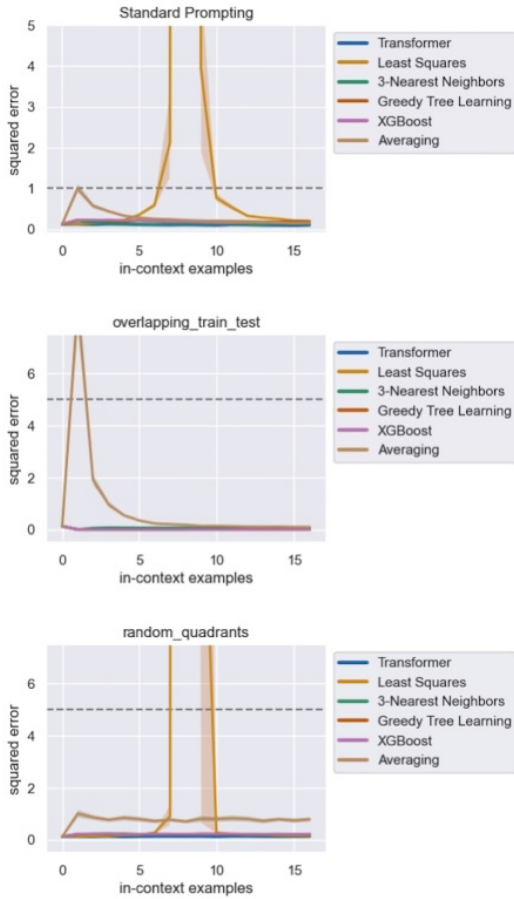 Standard Prompting
5
4
3
2
1
0
squared error
0 5 10 15
in-context examples
Transformer
Least Squares
3-Nearest Neighbors
Greedy Tree Learning
XGBoost
Averaging
overlapping_train_test
6
4
2
0
squared error
0 5 10 15
in-context examples
Transformer
Least Squares
3-Nearest Neighbors
Greedy Tree Learning
XGBoost
Averaging
random_quadrants
6
4
2
0
squared error
0 5 10 15
in-context examples
Transformer
Least Squares
3-Nearest Neighbors
Greedy Tree Learning
XGBoost
Averaging